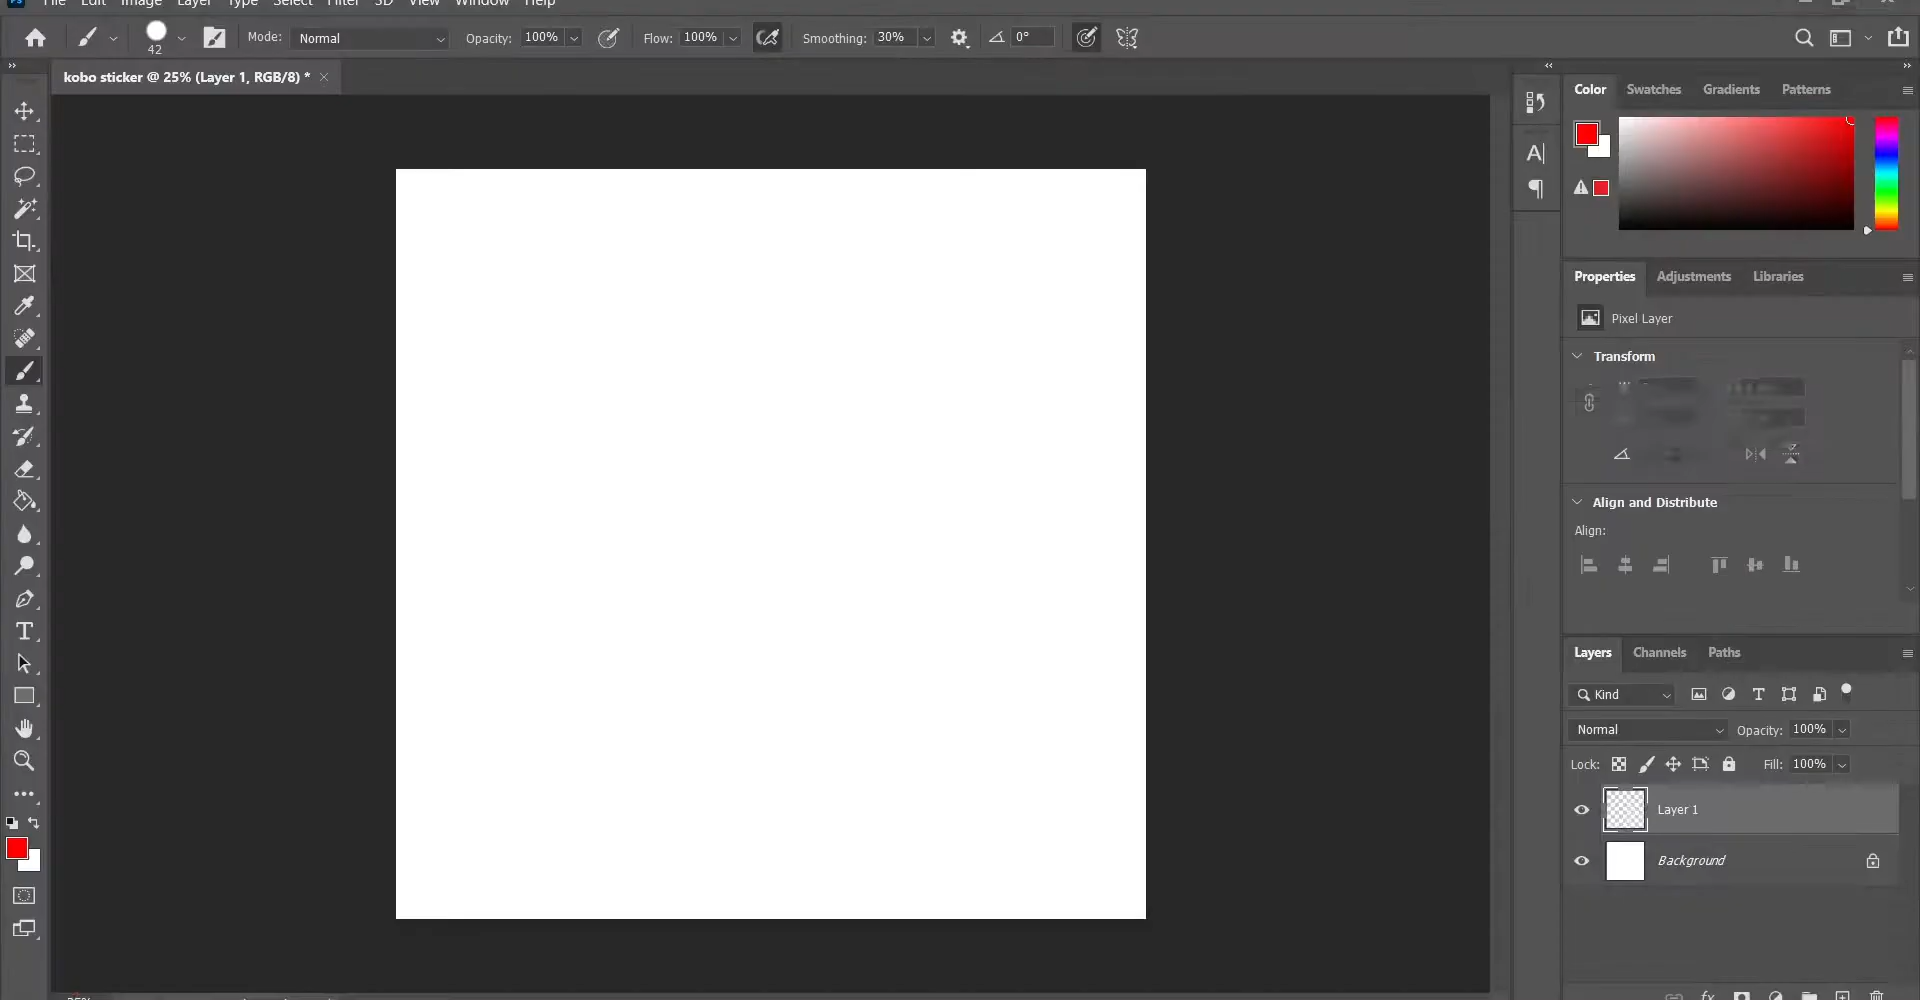 Ps File Edit Image Layer Type Select Filter 3D View Window Help
42 Mode: Normal Opacity: 100% Flow: 100% Smoothing: 30% 0°
kobo sticker @ 25% (Layer 1, RGB/8) *
Color Swatches Gradients Patterns
Properties Adjustments Libraries
Pixel Layer
Transform
Align and Distribute
Align:
Layers Channels Paths
Kind
Normal Opacity: 100%
Lock: Fill: 100%
Layer 1
Background
fx